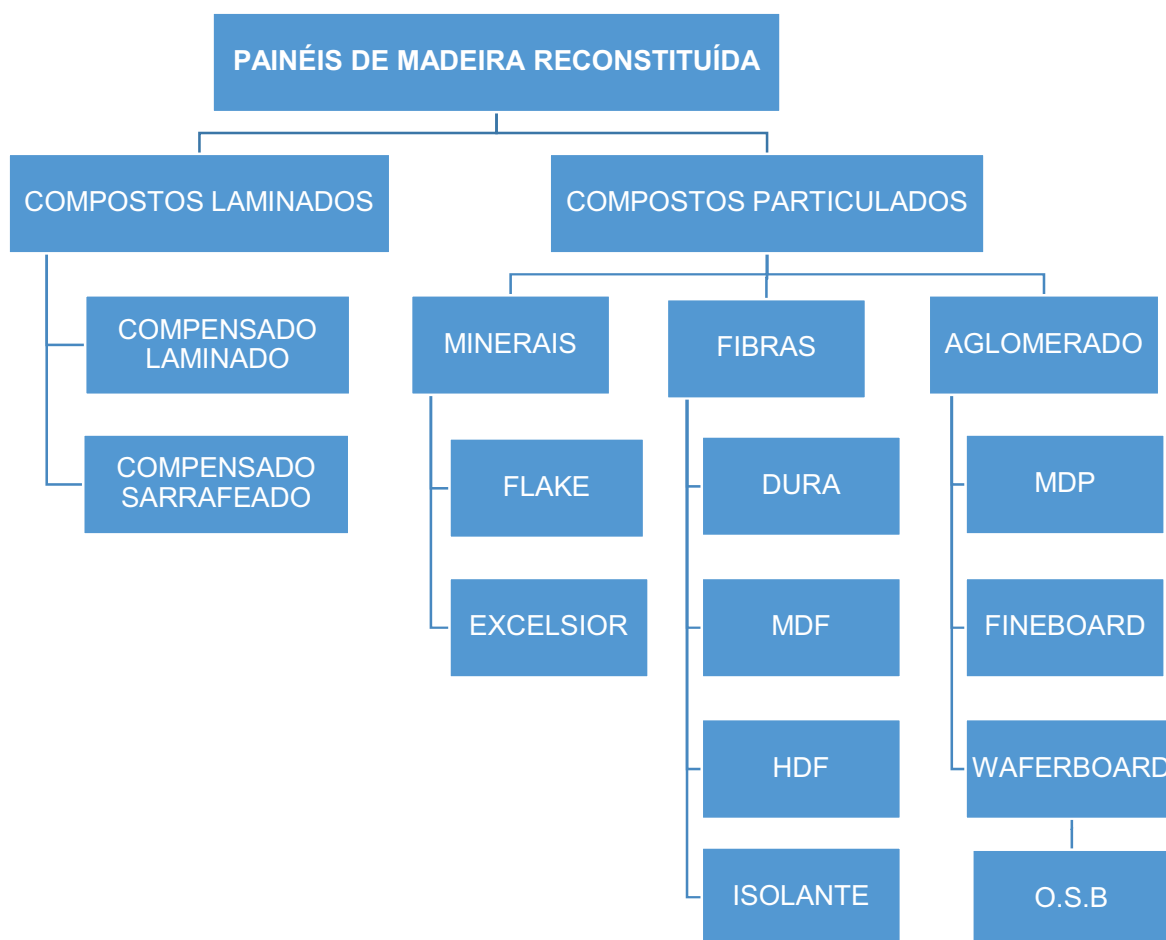 PAINÉIS DE MADEIRA RECONSTITUÍDA
COMPOSTOS LAMINADOS
COMPENSADO
LAMINADO
COMPENSADO
SARRAFEADO
COMPOSTOS PARTICULADOS
MINERAIS
FLAKE
EXCELSIOR
FIBRAS
DURA
MDF
HDF
ISOLANTE
AGLOMERADO
MDP
FINEBOARD
WAFERBOARD
O.S.B